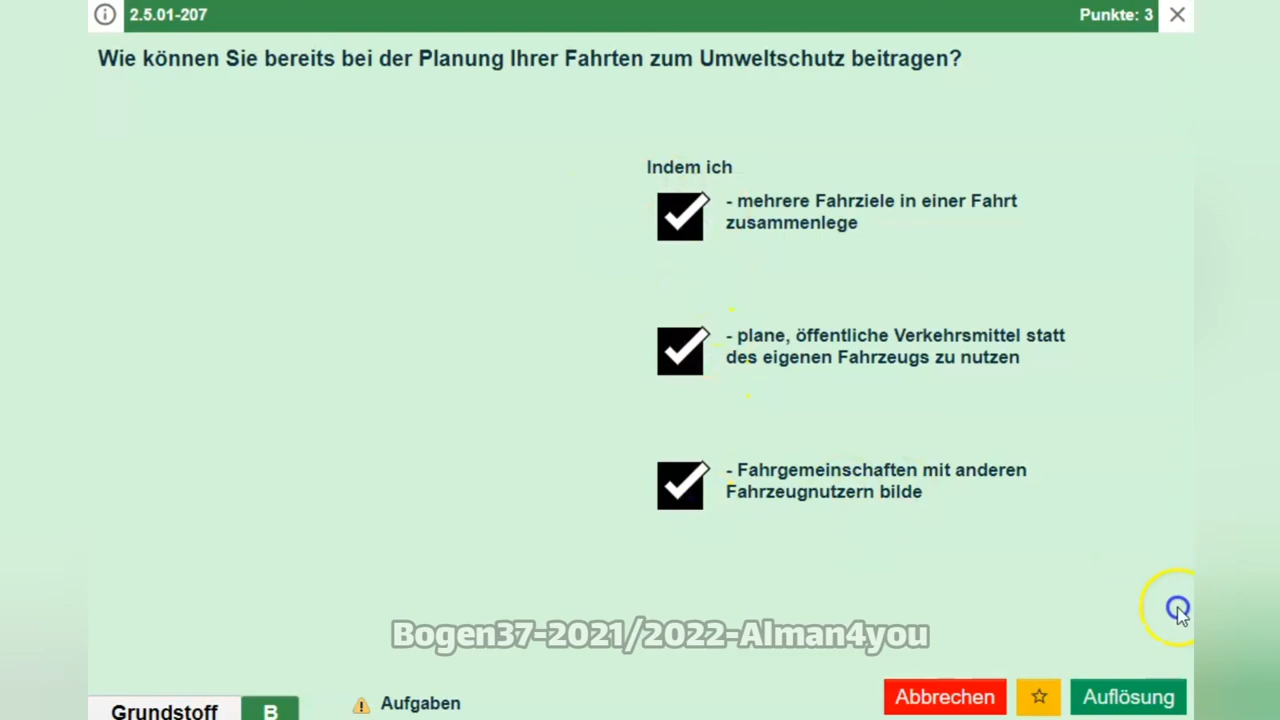 2.5.01-207
Punkte: 3
Wie können Sie bereits bei der Planung Ihrer Fahrten zum Umweltschutz beitragen?
Indem ich
- mehrere Fahrziele in einer Fahrt
zusammenlege
- plane, öffentliche Verkehrsmittel statt
des eigenen Fahrzeugs zu nutzen
- Fahrgemeinschaften mit anderen
Fahrzeugnutzern bilde
Bogen37-2021/2022-Alman4you
Abbrechen
Auflösung
Grundstoff
B
Aufgaben